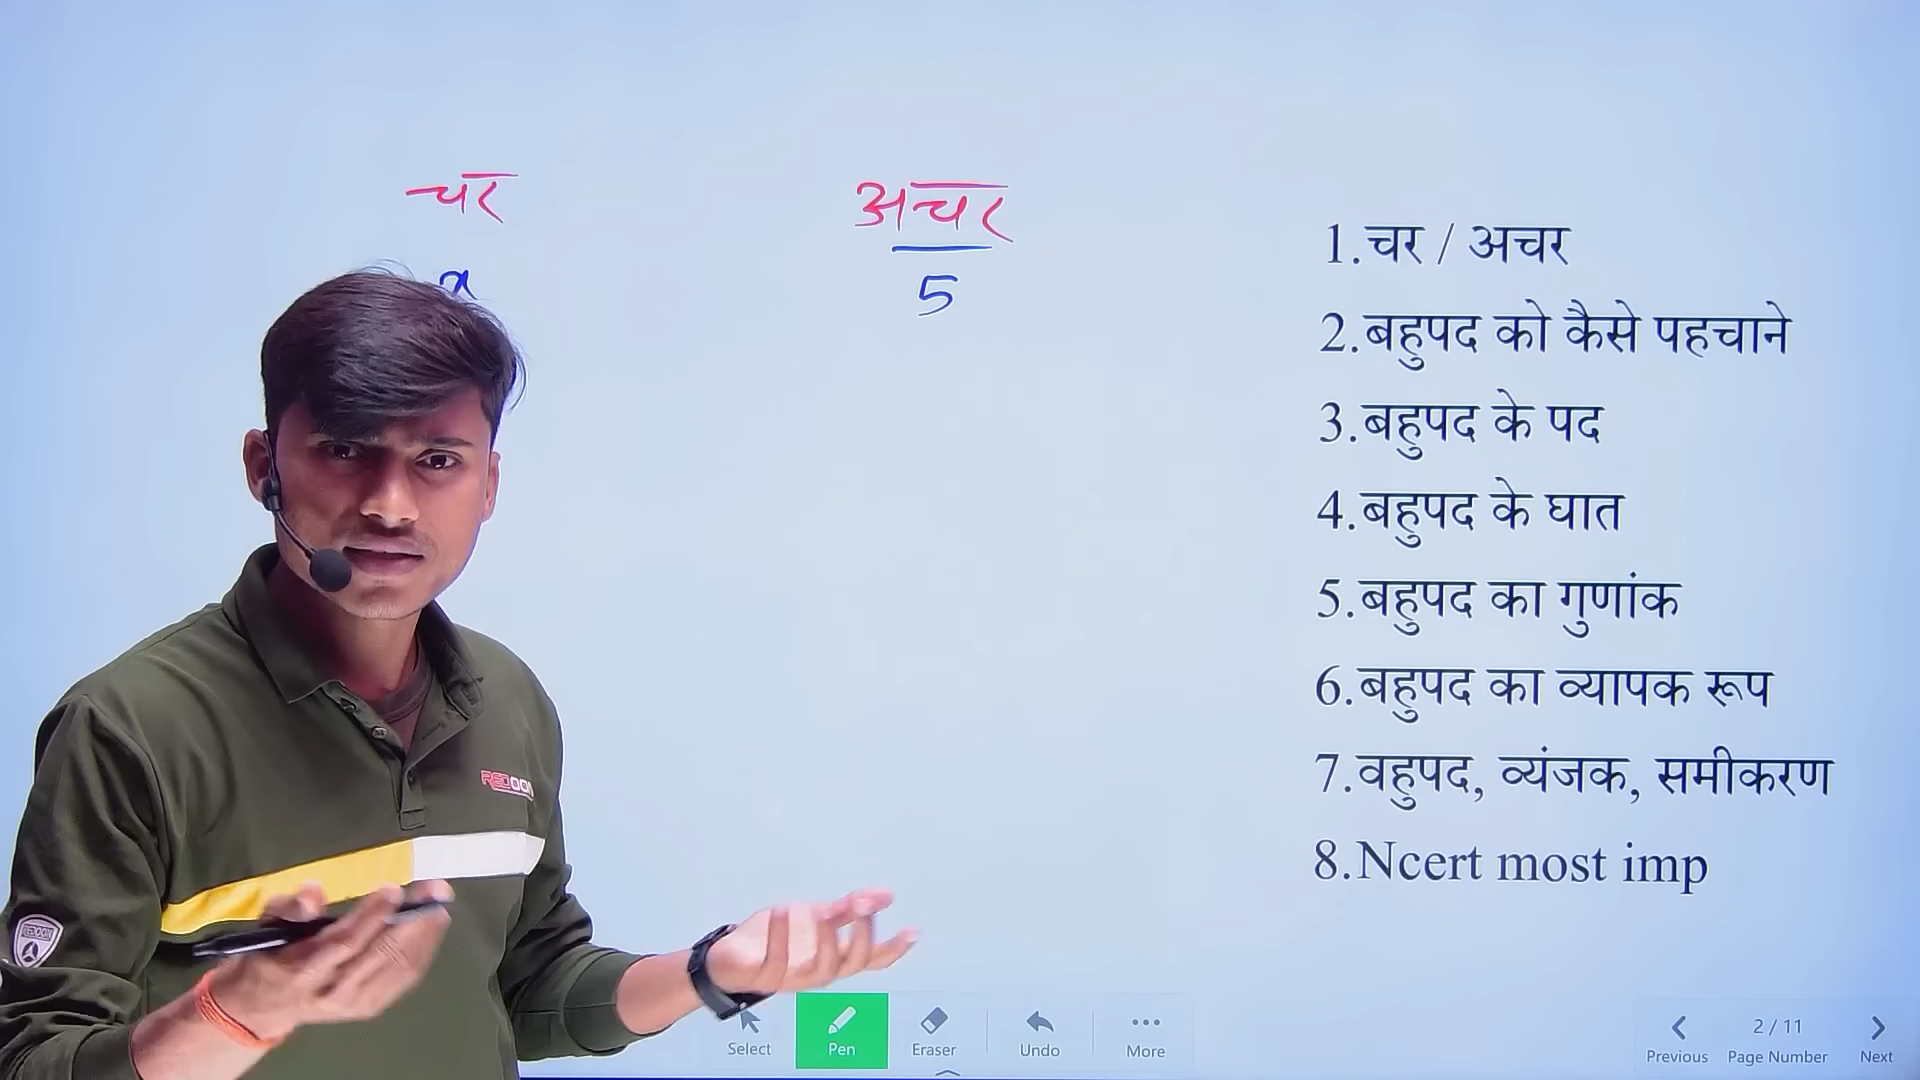 चर
अचर
x
5
1.चर / अचर
2.बहुपद को कैसे पहचाने
3.बहुपद के पद
4.बहुपद के घात
5.बहुपद का गुणांक
6.बहुपद का व्यापक रूप
7.वहुपद, व्यंजक, समीकरण
8.Ncert most imp
Select
Pen
Eraser
Undo
More
2 / 11
Previous
Page Number
Next